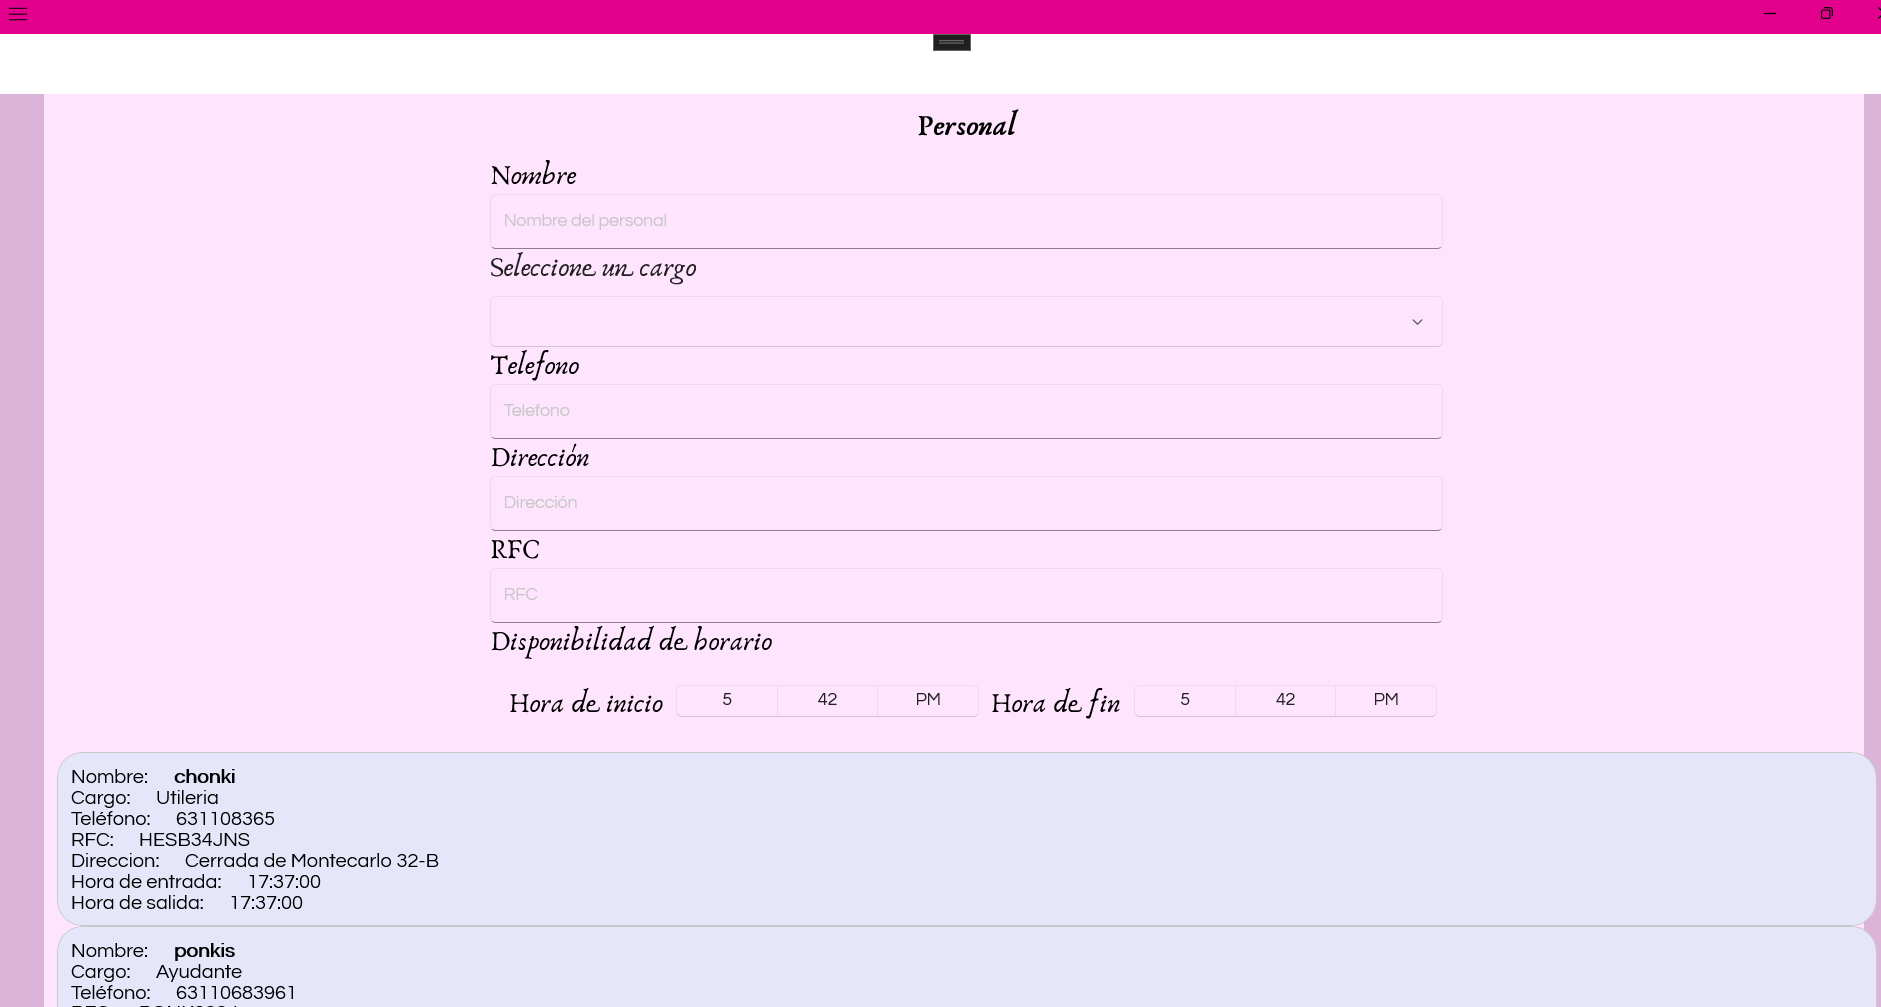 Personal
Nombre
Nombre del personal
Seleccione un cargo
Telefono
Telefono
Dirección
Dirección
RFC
RFC
Disponibilidad de horario
Hora de inicio 5 42 PM Hora de fin 5 42 PM
Nombre: chonki
Cargo: Utileria
Teléfono: 631108365
RFC: HESB34JNS
Direccion: Cerrada de Montecarlo 32-B
Hora de entrada: 17:37:00
Hora de salida: 17:37:00
Nombre: ponkis
Cargo: Ayudante
Teléfono: 63110683961